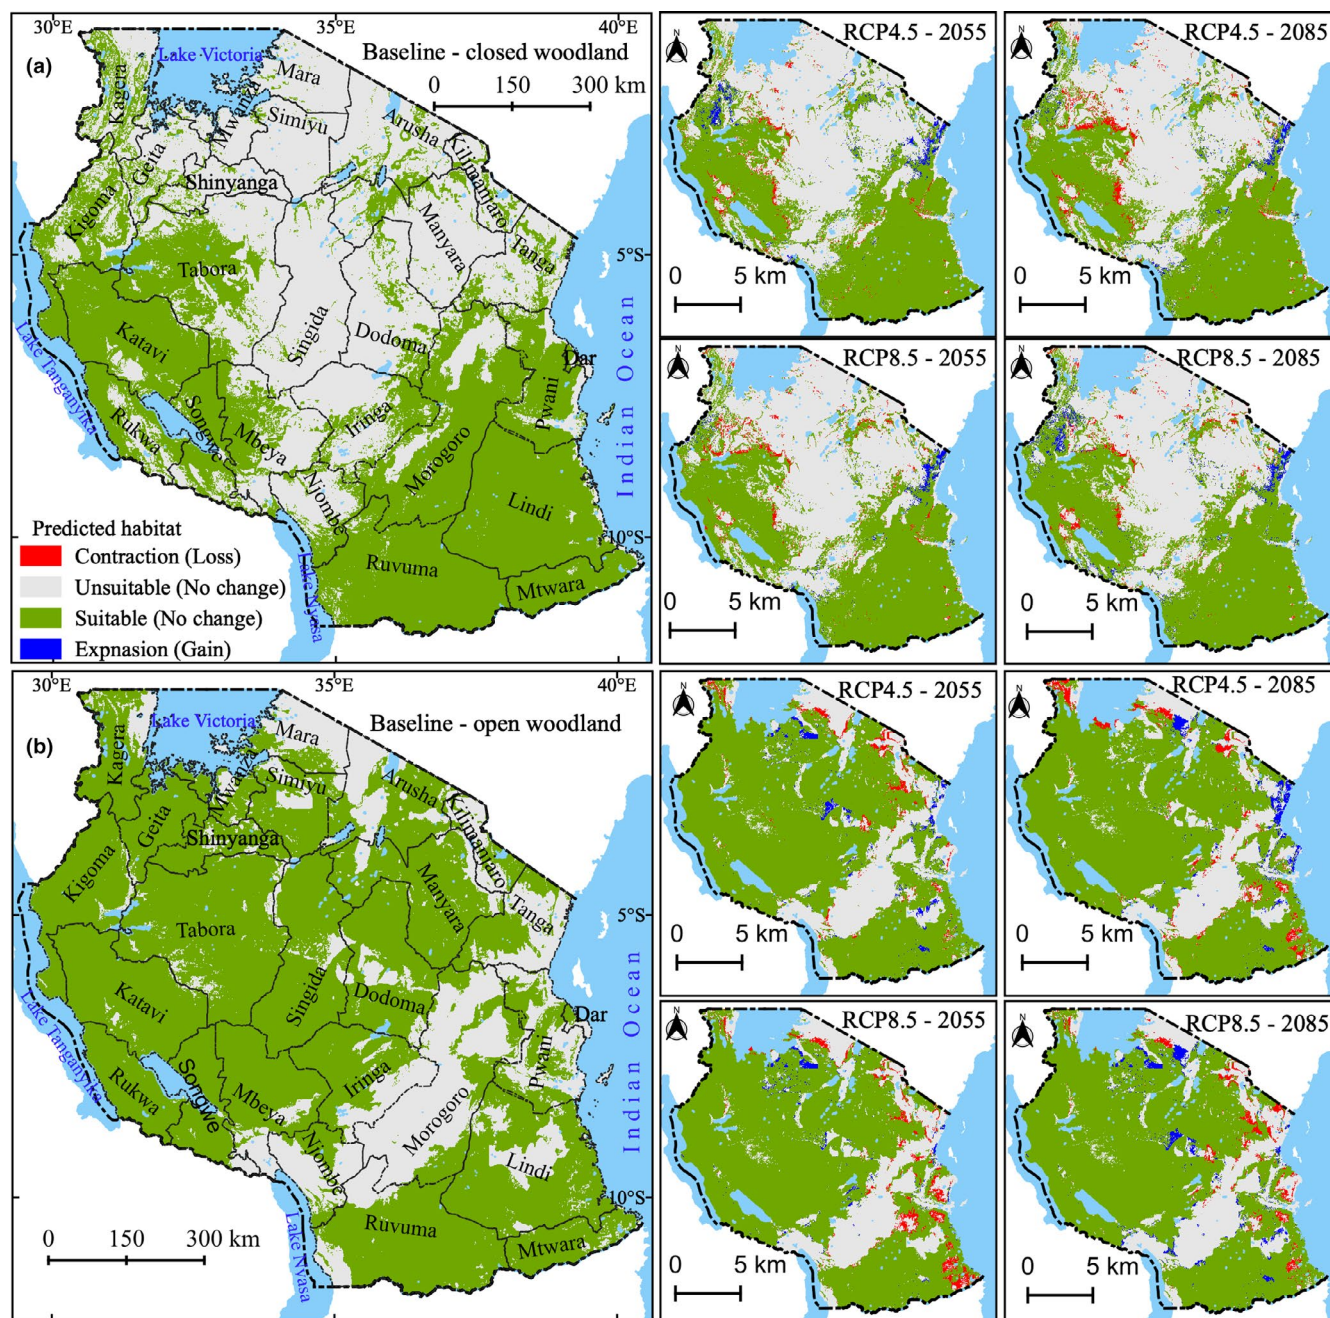 30°E
35°E
40°E
(a)
Lake Victoria
Baseline - closed woodland
0 150 300 km
Kagera
Mara
Mwanza
Simiyu
Geita
Arusha
Kilimanjaro
Shinyanga
Kigoma
Manyara
Tanga
5°S
Tabora
Singida
Dodoma
Katavi
Dar
Pwani
Lake Tanganyika
Rukwa
Songwe
Mbeya
Iringa
Morogoro
Njombe
Lindi
Indian Ocean
10°S
Ruvuma
Mtwara
Lake Nyasa
Predicted habitat
Contraction (Loss)
Unsuitable (No change)
Suitable (No change)
Expnasion (Gain)
N
RCP4.5 - 2055
0 5 km
N
RCP4.5 - 2085
0 5 km
N
RCP8.5 - 2055
0 5 km
N
RCP8.5 - 2085
0 5 km
30°E
35°E
40°E
(b)
Lake Victoria
Baseline - open woodland
Kagera
Mara
Mwanza
Simiyu
Geita
Arusha
Kilimanjaro
Shinyanga
Kigoma
Manyara
Tanga
5°S
Tabora
Singida
Dodoma
Katavi
Dar
Pwani
Lake Tanganyika
Rukwa
Songwe
Mbeya
Iringa
Morogoro
Njombe
Lindi
Indian Ocean
10°S
Ruvuma
Mtwara
Lake Nyasa
0 150 300 km
N
RCP4.5 - 2055
0 5 km
N
RCP4.5 - 2085
0 5 km
N
RCP8.5 - 2055
0 5 km
N
RCP8.5 - 2085
0 5 km